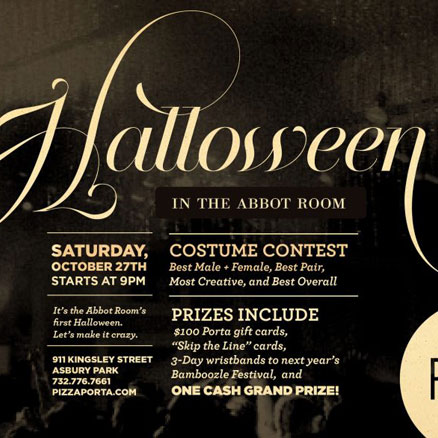 Halloween
IN THE ABBOT ROOM
SATURDAY,
OCTOBER 27TH
STARTS AT 9PM
It's the Abbot Room's
first Halloween.
Let's make it crazy.
911 KINGSLEY STREET
ASBURY PARK
732.776.7661
PIZZAPORTA.COM
COSTUME CONTEST
Best Male + Female, Best Pair,
Most Creative, and Best Overall
PRIZES INCLUDE
$100 Porta gift cards,
"Skip the Line" cards,
3-Day wristbands to next year's
Bamboozle Festival, and
ONE CASH GRAND PRIZE!